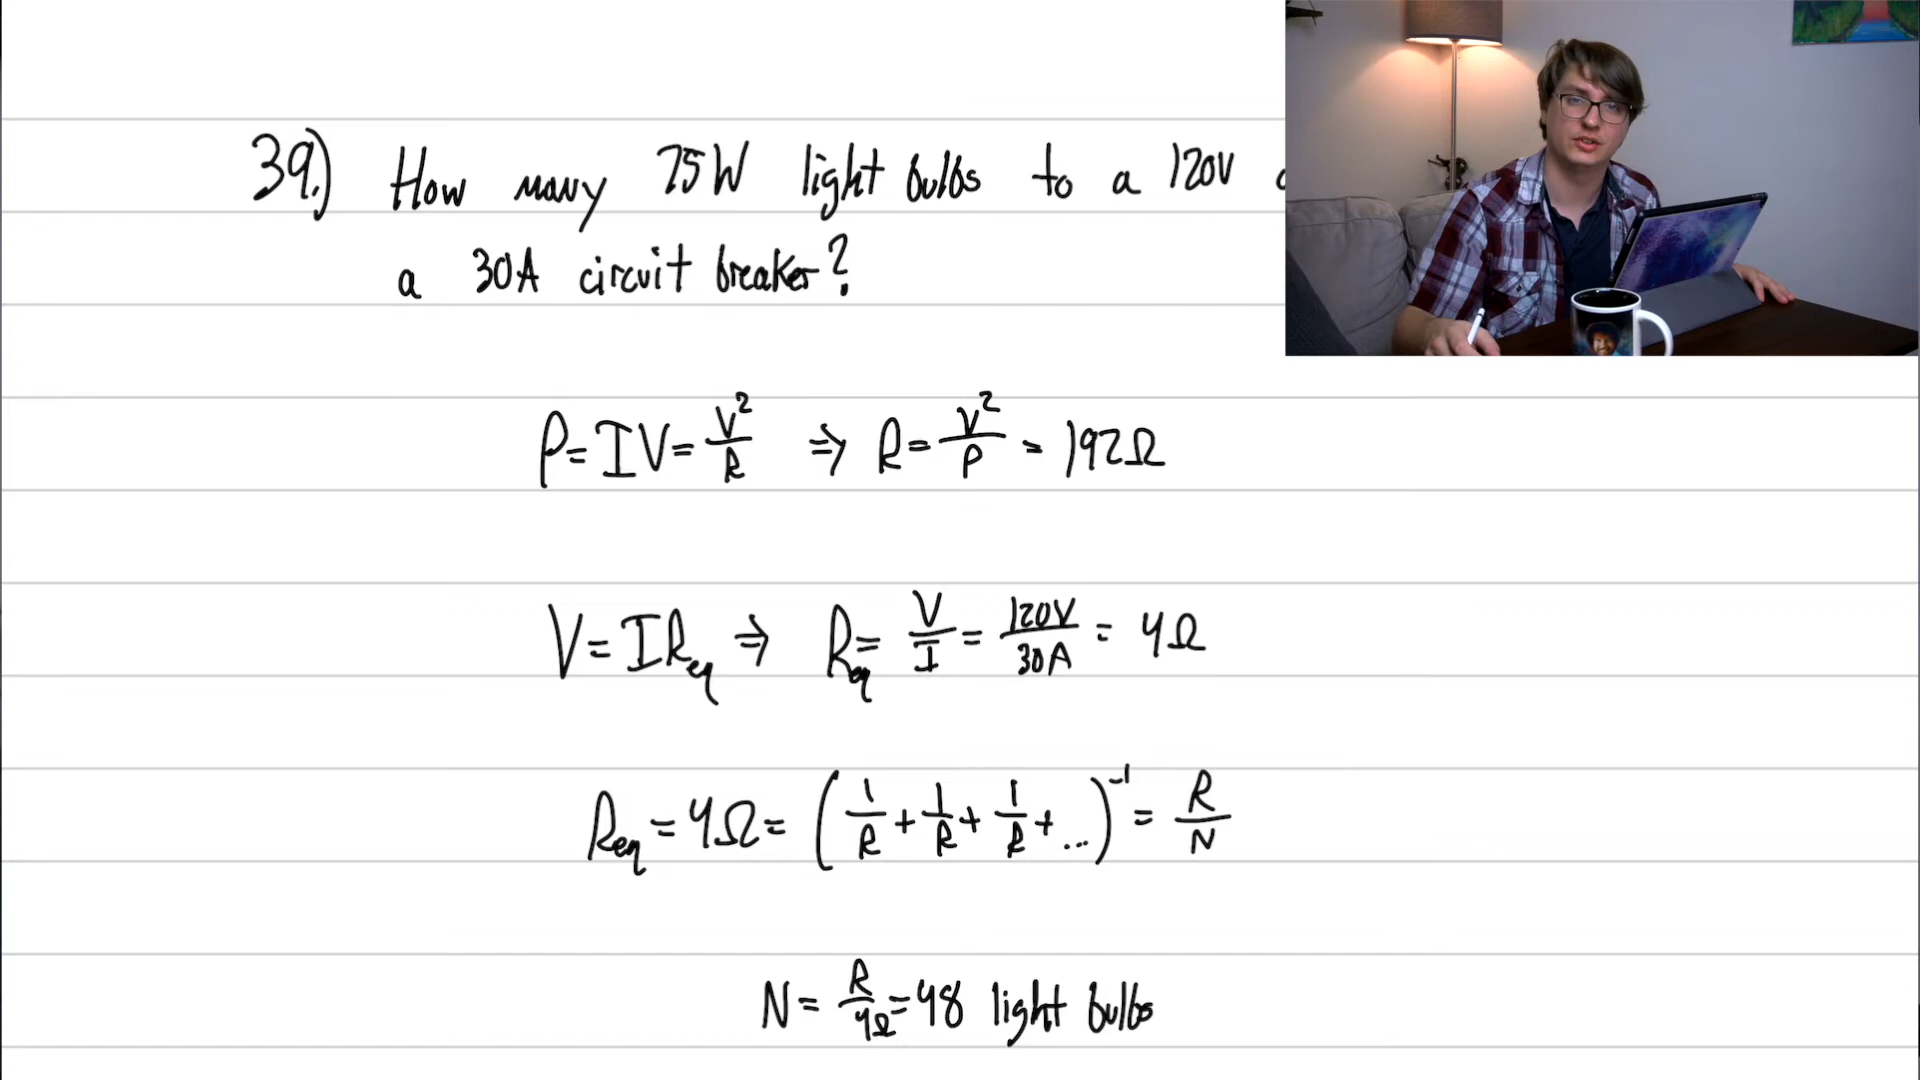 39.) How many 75W light bulbs to a 120V
a 30A circuit breaker?
P = IV = V²/R ⇒ R = V²/P = 192Ω
V = IR_eq ⇒ R_eq = V/I = 120V/30A = 4Ω
R_eq = 4Ω = (1/R + 1/R + 1/R + ...)⁻¹ = R/N
N = R/4Ω = 48 light bulbs